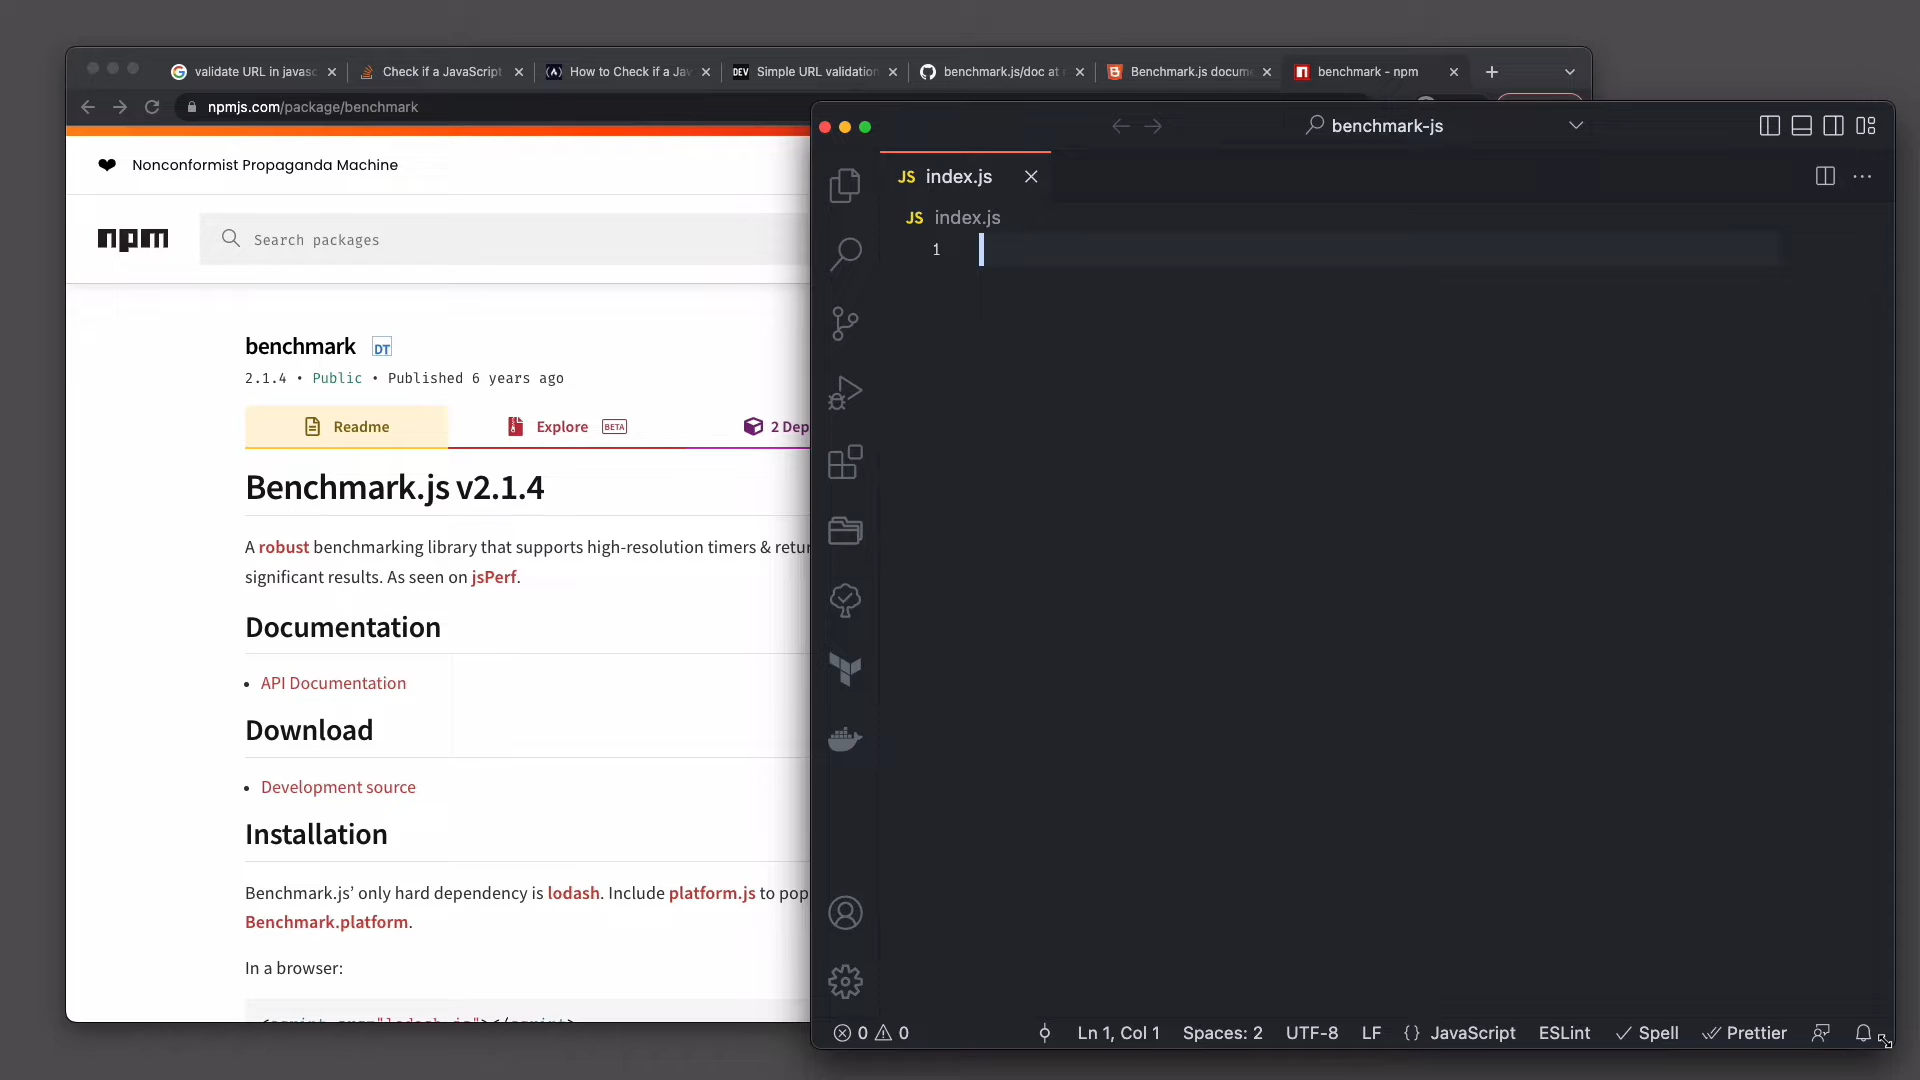 validate URL in javasc
Check if a JavaScript
How to Check if a Jav
DEV Simple URL validation
benchmark.js/doc at
Benchmark.js docume
benchmark - npm
npmjs.com/package/benchmark
Nonconformist Propaganda Machine
npm
Search packages
benchmark DT
2.1.4 • Public • Published 6 years ago
Readme
Explore BETA
2 Dep
Benchmark.js v2.1.4
A robust benchmarking library that supports high-resolution timers & retur
significant results. As seen on jsPerf.
Documentation
• API Documentation
Download
• Development source
Installation
Benchmark.js’ only hard dependency is lodash. Include platform.js to pop
Benchmark.platform.
In a browser:
<script src="lodash.js"></script>
benchmark-js
JS index.js
JS index.js
1
0 0
Ln 1, Col 1
Spaces: 2
UTF-8
LF
{} JavaScript
ESLint
Spell
Prettier